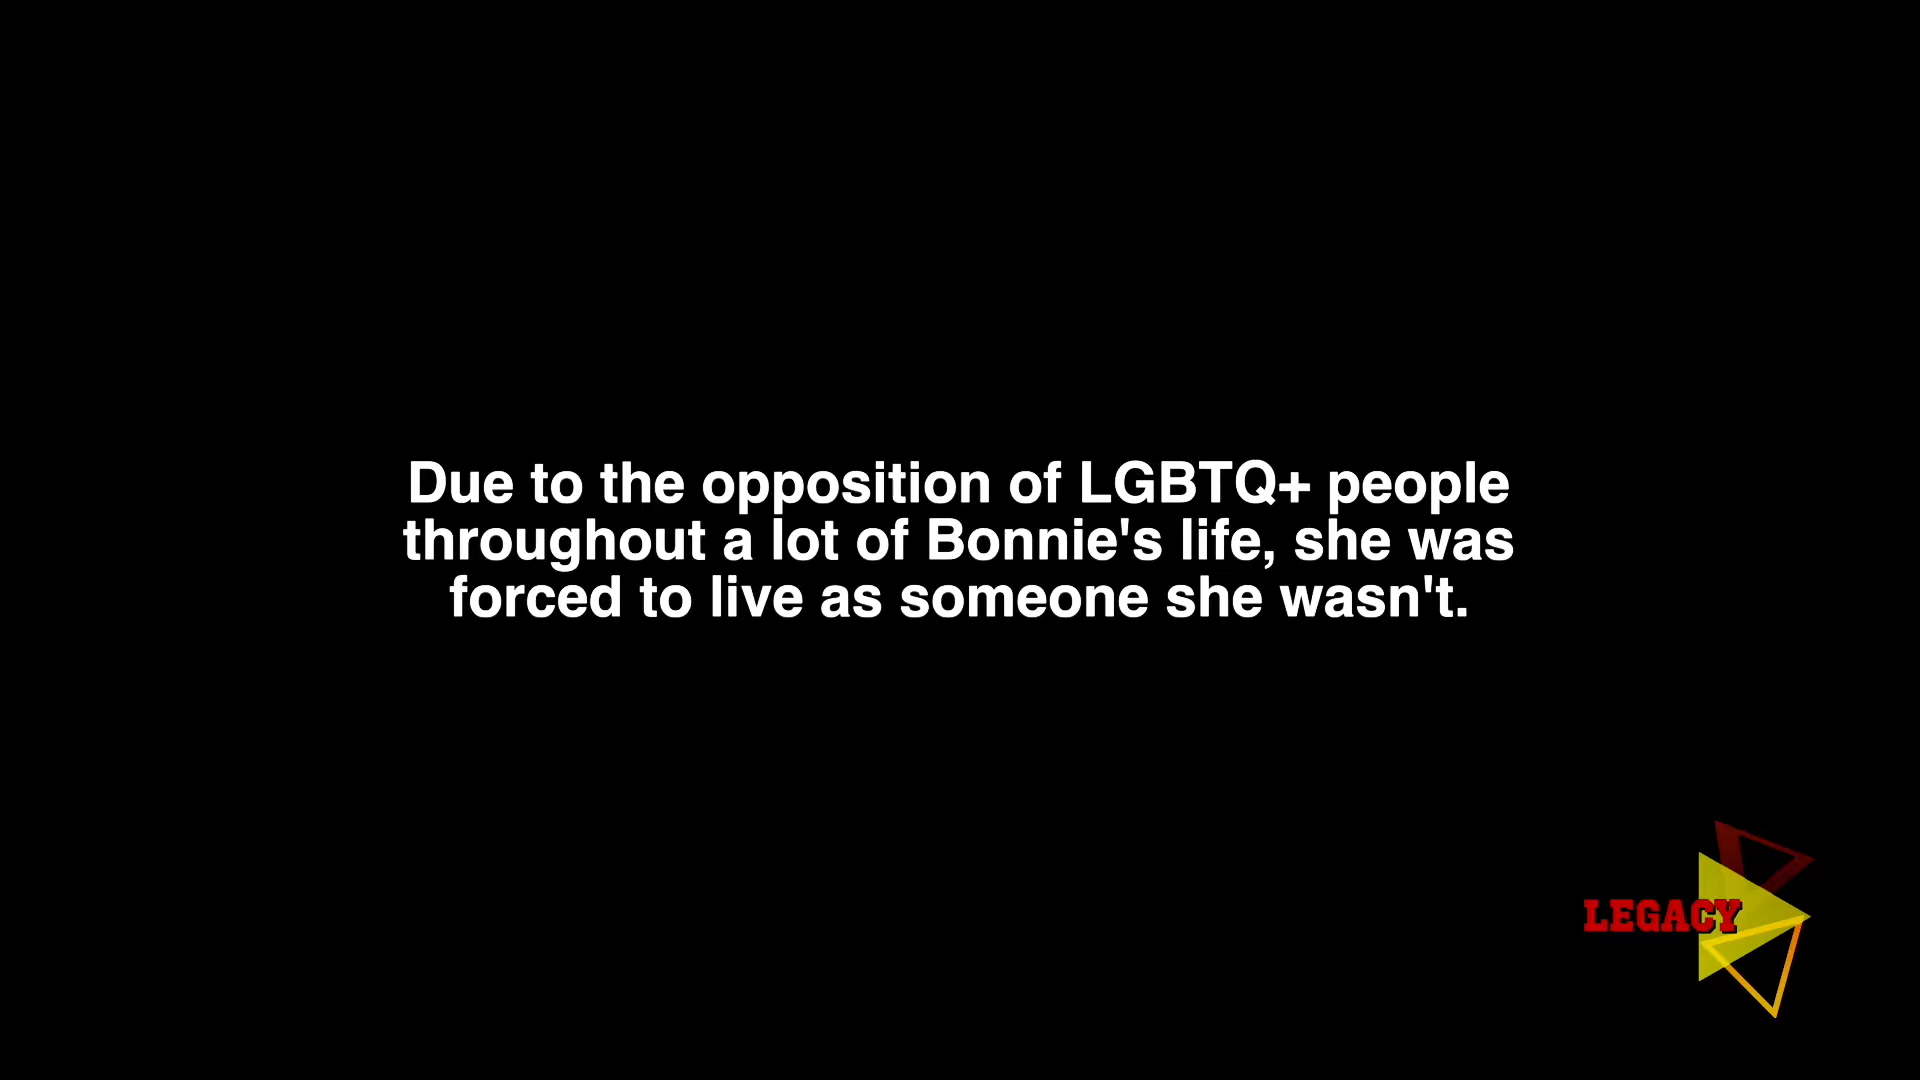 Due to the opposition of LGBTQ+ people
throughout a lot of Bonnie's life, she was
forced to live as someone she wasn't.
LEGACY